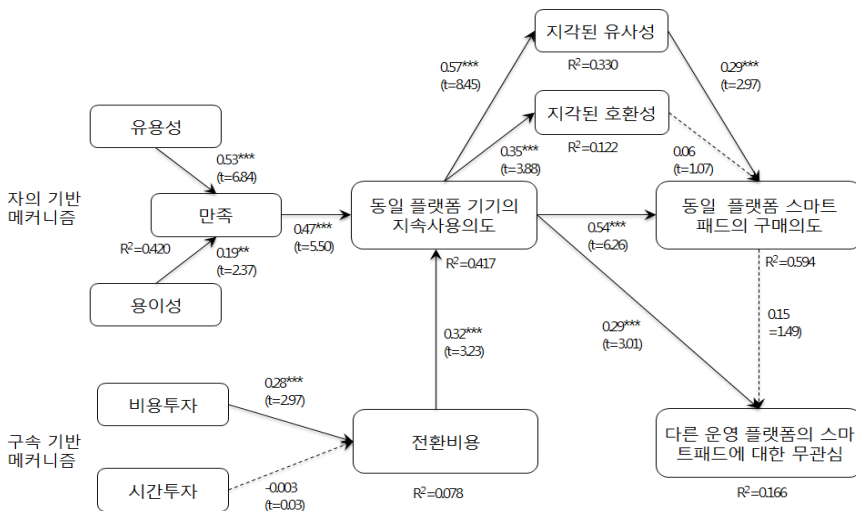 지각된 유사성
R²=0.330
0.57***
(t=8.45)
0.29***
(t=2.97)
지각된 호환성
R²=0.122
0.35***
(t=3.88)
0.06
(t=1.07)
유용성
0.53***
(t=6.84)
자의 기반
메커니즘
만족
R²=0.420
0.47***
(t=5.50)
동일 플랫폼 기기의
지속사용의도
R²=0.417
0.54***
(t=6.26)
동일 플랫폼 스마트
패드의 구매의도
R²=0.594
0.19**
(t=2.37)
용이성
0.32***
(t=3.23)
0.29***
(t=3.01)
0.15
=1.49)
비용투자
0.28***
(t=2.97)
구속 기반
메커니즘
전환비용
R²=0.078
다른 운영 플랫폼의 스마
트패드에 대한 무관심
R²=0.166
시간투자
-0.003
(t=0.03)